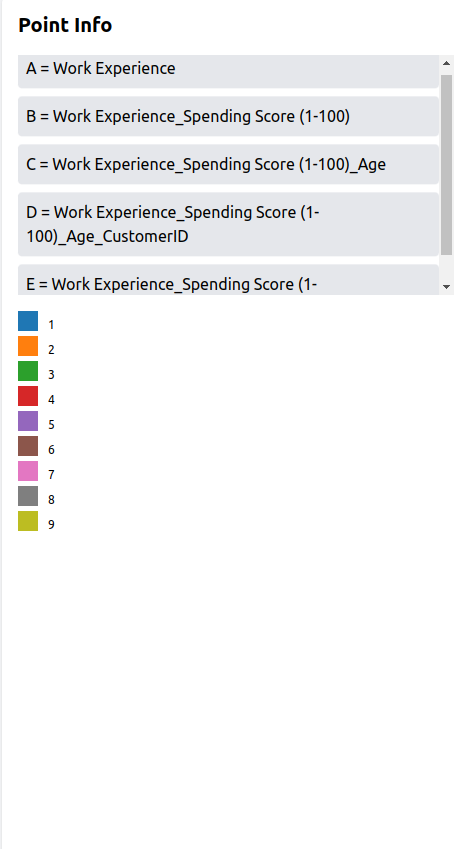 Point Info
A = Work Experience
B = Work Experience_Spending Score (1-100)
C = Work Experience_Spending Score (1-100)_Age
D = Work Experience_Spending Score (1-
100)_Age_CustomerID
E = Work Experience_Spending Score (1-
1
2
3
4
5
6
7
8
9